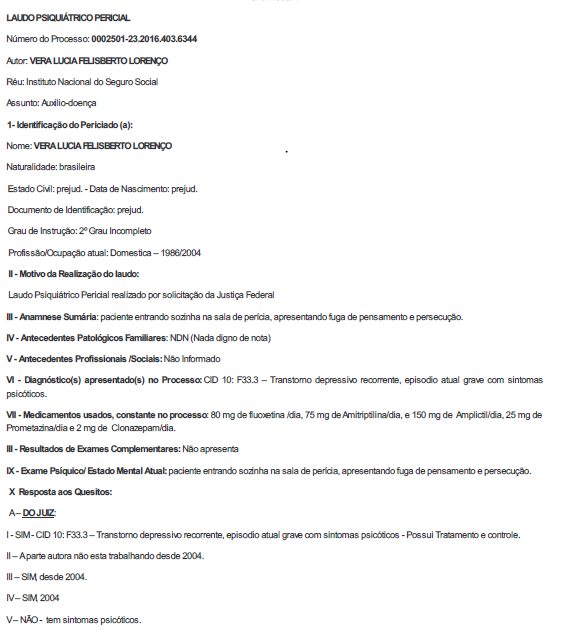 LAUDO PSIQUIÁTRICO PERICIAL
Número do Processo: 0002501-23.2016.403.6344
Autor: VERA LUCIA FELISBERTO LORENÇO
Réu: Instituto Nacional do Seguro Social
Assunto: Auxílio-doença
1- Identificação do Periciado (a):
Nome: VERA LUCIA FELISBERTO LORENÇO
Naturalidade: brasileira
Estado Civil: prejud. - Data de Nascimento: prejud.
Documento de Identificação: prejud.
Grau de Instrução: 2º Grau Incompleto
Profissão/Ocupação atual: Domestica – 1986/2004
II - Motivo da Realização do laudo:
Laudo Psiquiátrico Pericial realizado por solicitação da Justiça Federal
III - Anamnese Sumária: paciente entrando sozinha na sala de perícia, apresentando fuga de pensamento e persecução.
IV - Antecedentes Patológicos Familiares: NDN (Nada digno de nota)
V - Antecedentes Profissionais /Sociais: Não Informado
VI - Diagnóstico(s) apresentado(s) no Processo: CID 10: F33.3 – Transtorno depressivo recorrente, episodio atual grave com sintomas
psicóticos.
VII - Medicamentos usados, constante no processo: 80 mg de fluoxetina /dia, 75 mg de Amitriptilina/dia, e 150 mg de Amplictil/dia, 25 mg de
Prometazina/dia e 2 mg de Clonazepam/dia.
III - Resultados de Exames Complementares: Não apresenta
IX - Exame Psíquico/ Estado Mental Atual: paciente entrando sozinha na sala de perícia, apresentando fuga de pensamento e persecução.
X Resposta aos Quesitos:
A – DO JUIZ:
I - SIM - CID 10: F33.3 – Transtorno depressivo recorrente, episodio atual grave com sintomas psicóticos - Possui Tratamento e controle.
II – A parte autora não esta trabalhando desde 2004.
III – SIM, desde 2004.
IV – SIM, 2004
V – NÃO - tem sintomas psicóticos.